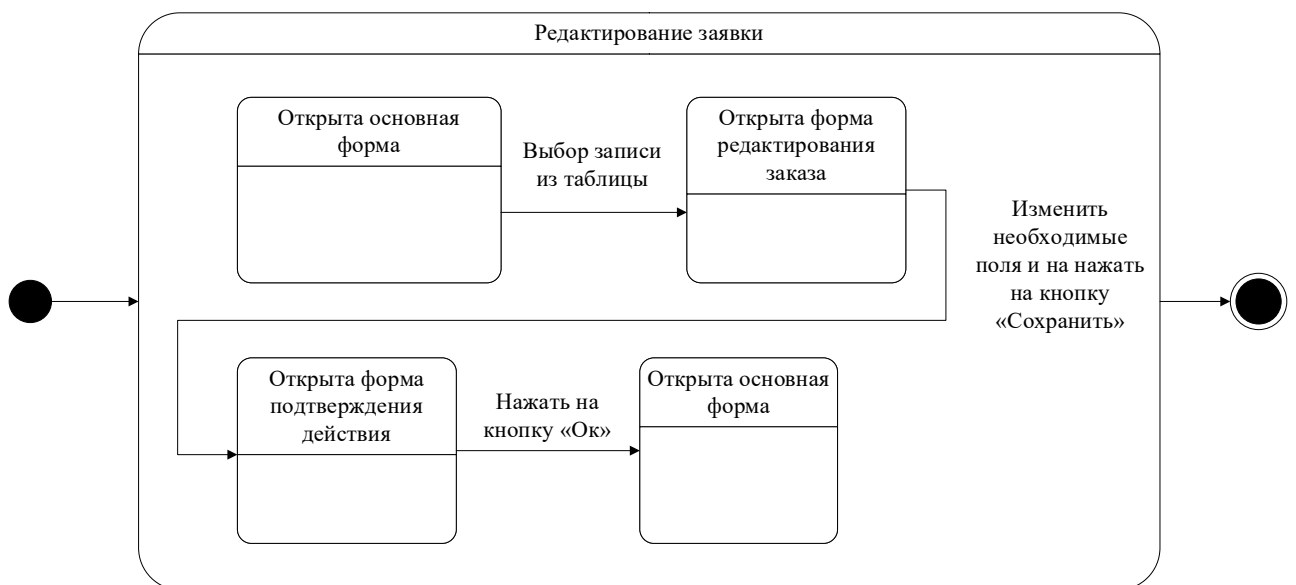 Редактирование заявки
Открыта основная
форма
Выбор записи
из таблицы
Открыта форма
редактирования
заказа
Изменить
необходимые
поля и на нажать
на кнопку
«Сохранить»
Открыта форма
подтверждения
действия
Нажать на
кнопку «Ок»
Открыта основная
форма